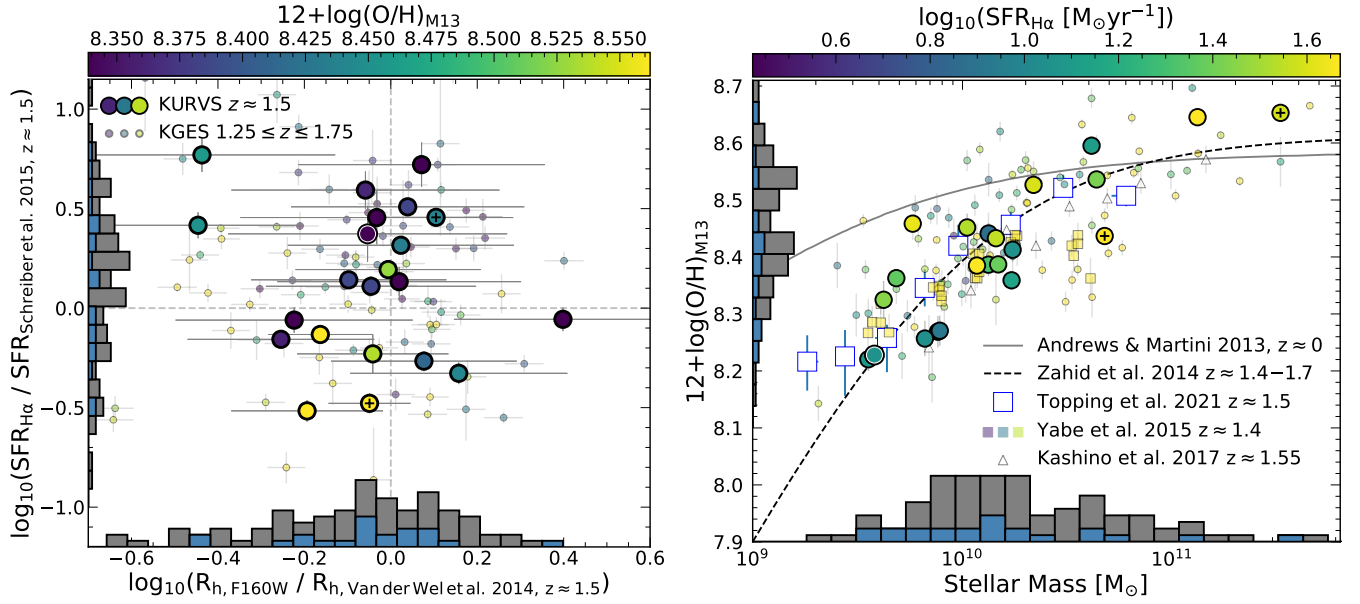 12+log(O/H)M13
8.350 8.375 8.400 8.425 8.450 8.475 8.500 8.525 8.550
KURVS z ≈ 1.5
KGES 1.25 ≤ z ≤ 1.75
1.0
0.5
0.0
−0.5
−1.0
log10(SFRHα / SFRSchreiber et al. 2015, z ≈ 1.5)
−0.6 −0.4 −0.2 0.0 0.2 0.4 0.6
log10(Rh, F160W / Rh, Van der Wel et al. 2014, z ≈ 1.5)
log10(SFRHα [M⊙yr−1])
0.6 0.8 1.0 1.2 1.4 1.6
8.7
8.6
8.5
8.4
8.3
8.2
8.1
8.0
7.9
12+log(O/H)M13
Andrews & Martini 2013, z ≈ 0
Zahid et al. 2014 z ≈ 1.4−1.7
Topping et al. 2021 z ≈ 1.5
Yabe et al. 2015 z ≈ 1.4
Kashino et al. 2017 z ≈ 1.55
10^9 10^10 10^11
Stellar Mass [M⊙]